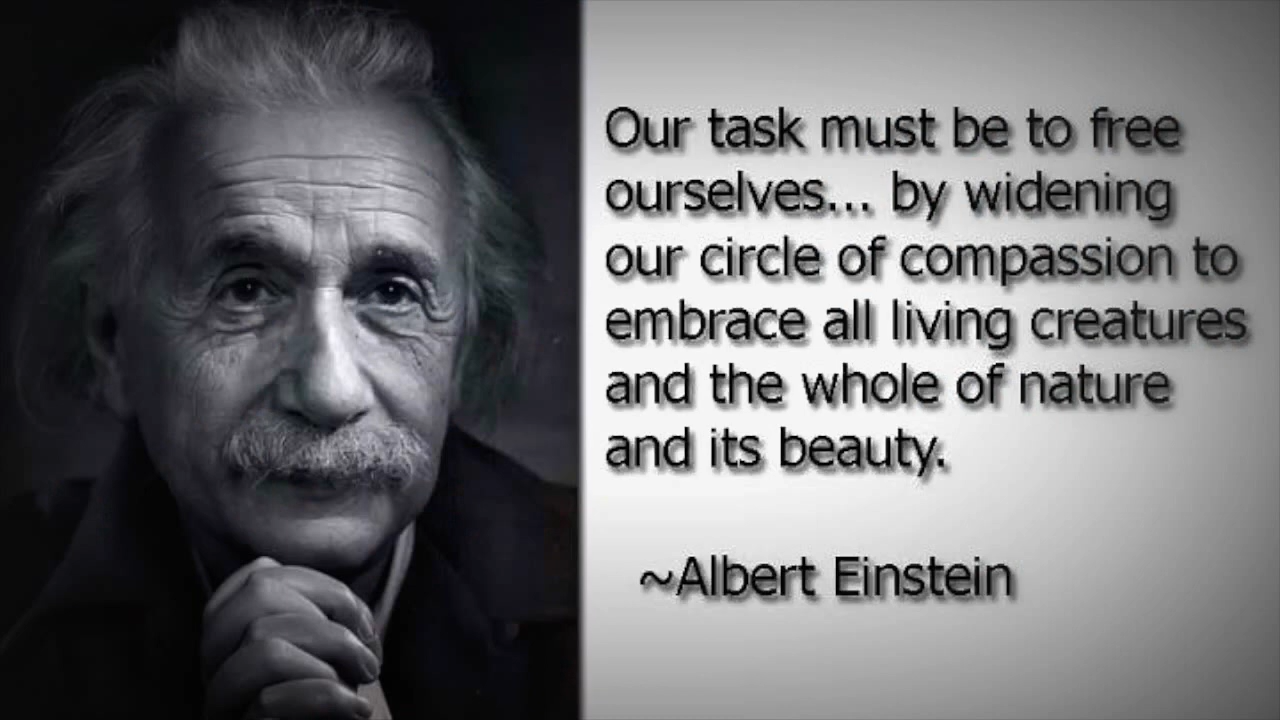 Our task must be to free
ourselves... by widening
our circle of compassion to
embrace all living creatures
and the whole of nature
and its beauty.
~Albert Einstein